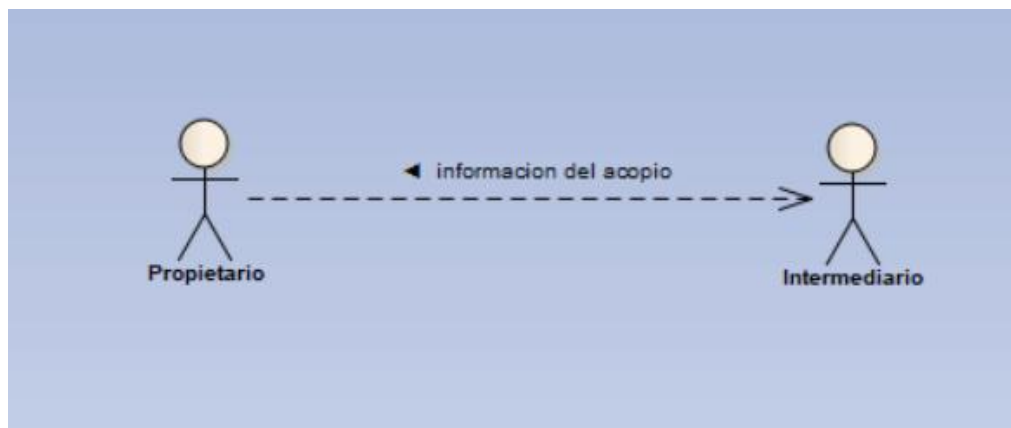 ◄ informacion del acopio
Propietario
Intermediario